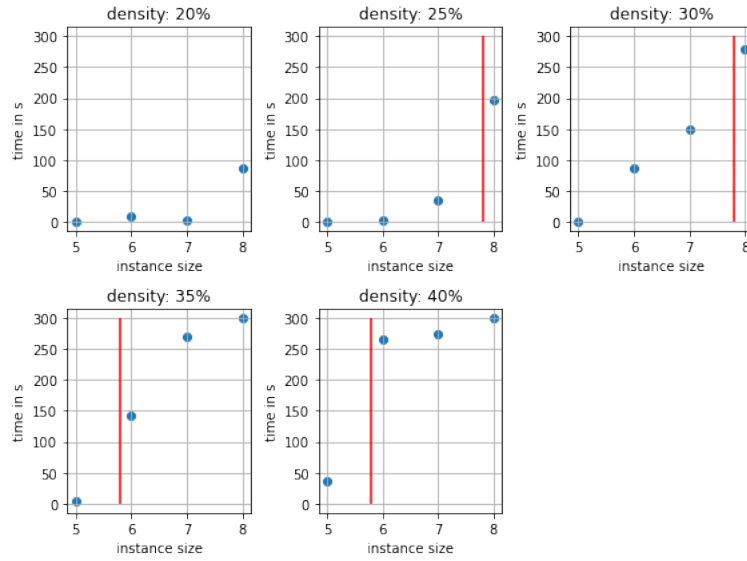 density: 20%
300
250
200
150
100
50
0
time in s
5 6 7 8
instance size
density: 25%
300
250
200
150
100
50
0
time in s
5 6 7 8
instance size
density: 30%
300
250
200
150
100
50
0
time in s
5 6 7 8
instance size
density: 35%
300
250
200
150
100
50
0
time in s
5 6 7 8
instance size
density: 40%
300
250
200
150
100
50
0
time in s
5 6 7 8
instance size